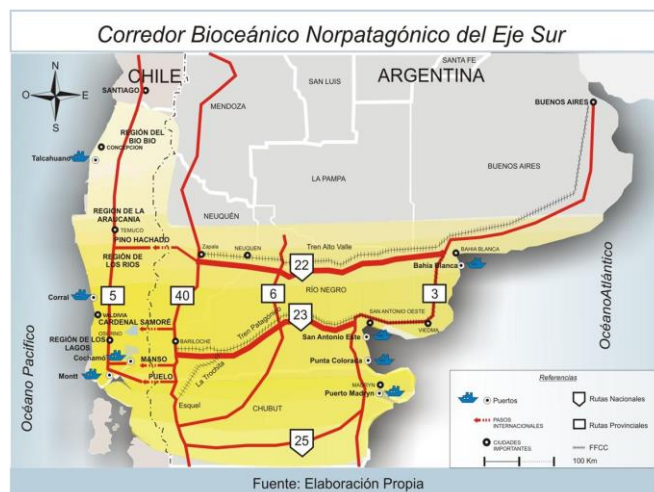 Corredor Bioceánico Norpatagónico del Eje Sur
N
O
E
S
CHILE
ARGENTINA
SANTIAGO
SANTA FE
SAN LUIS
MENDOZA
BUENOS AIRES
REGIÓN DEL
BIO BIO
CONCEPCION
Talcahuano
BUENOS AIRES
LA PAMPA
NEUQUÉN
REGIÓN DE LA
ARAUCANIA
TEMUCO
PINO HACHADO
REGIÓN DE
LOS RIOS
Zapala
NEUQUEN
Tren Alto Valle
22
BAHIA BLANCA
Bahía Blanca
RÍO NEGRO
5
40
6
3
23
Corral
VALDIVIA
CARDENAL SAMORÉ
OSORNO
REGIÓN DE LOS
LAGOS
BARILOCHE
Tren Patagónico
SAN ANTONIO OESTE
VIEDMA
San Antonio Este
Cochamó
MANSO
La Trochita
Punta Colorada
Montt
PUELO
MADRYN
Puerto Madryn
Esquel
CHUBUT
25
Océano Pacífico
OcéanoAtlántico
Referencias
Puertos
Rutas Nacionales
PASOS
INTERNACIONALES
Rutas Provinciales
CIUDADES
IMPORTANTES
FFCC
100 Km
Fuente: Elaboración Propia